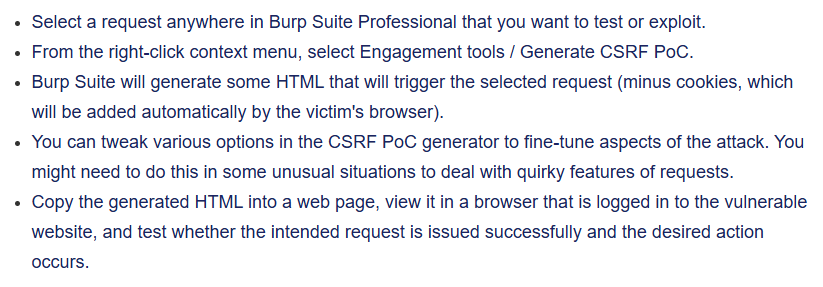 • Select a request anywhere in Burp Suite Professional that you want to test or exploit.
• From the right-click context menu, select Engagement tools / Generate CSRF PoC.
• Burp Suite will generate some HTML that will trigger the selected request (minus cookies, which
will be added automatically by the victim's browser).
• You can tweak various options in the CSRF PoC generator to fine-tune aspects of the attack. You
might need to do this in some unusual situations to deal with quirky features of requests.
• Copy the generated HTML into a web page, view it in a browser that is logged in to the vulnerable
website, and test whether the intended request is issued successfully and the desired action
occurs.